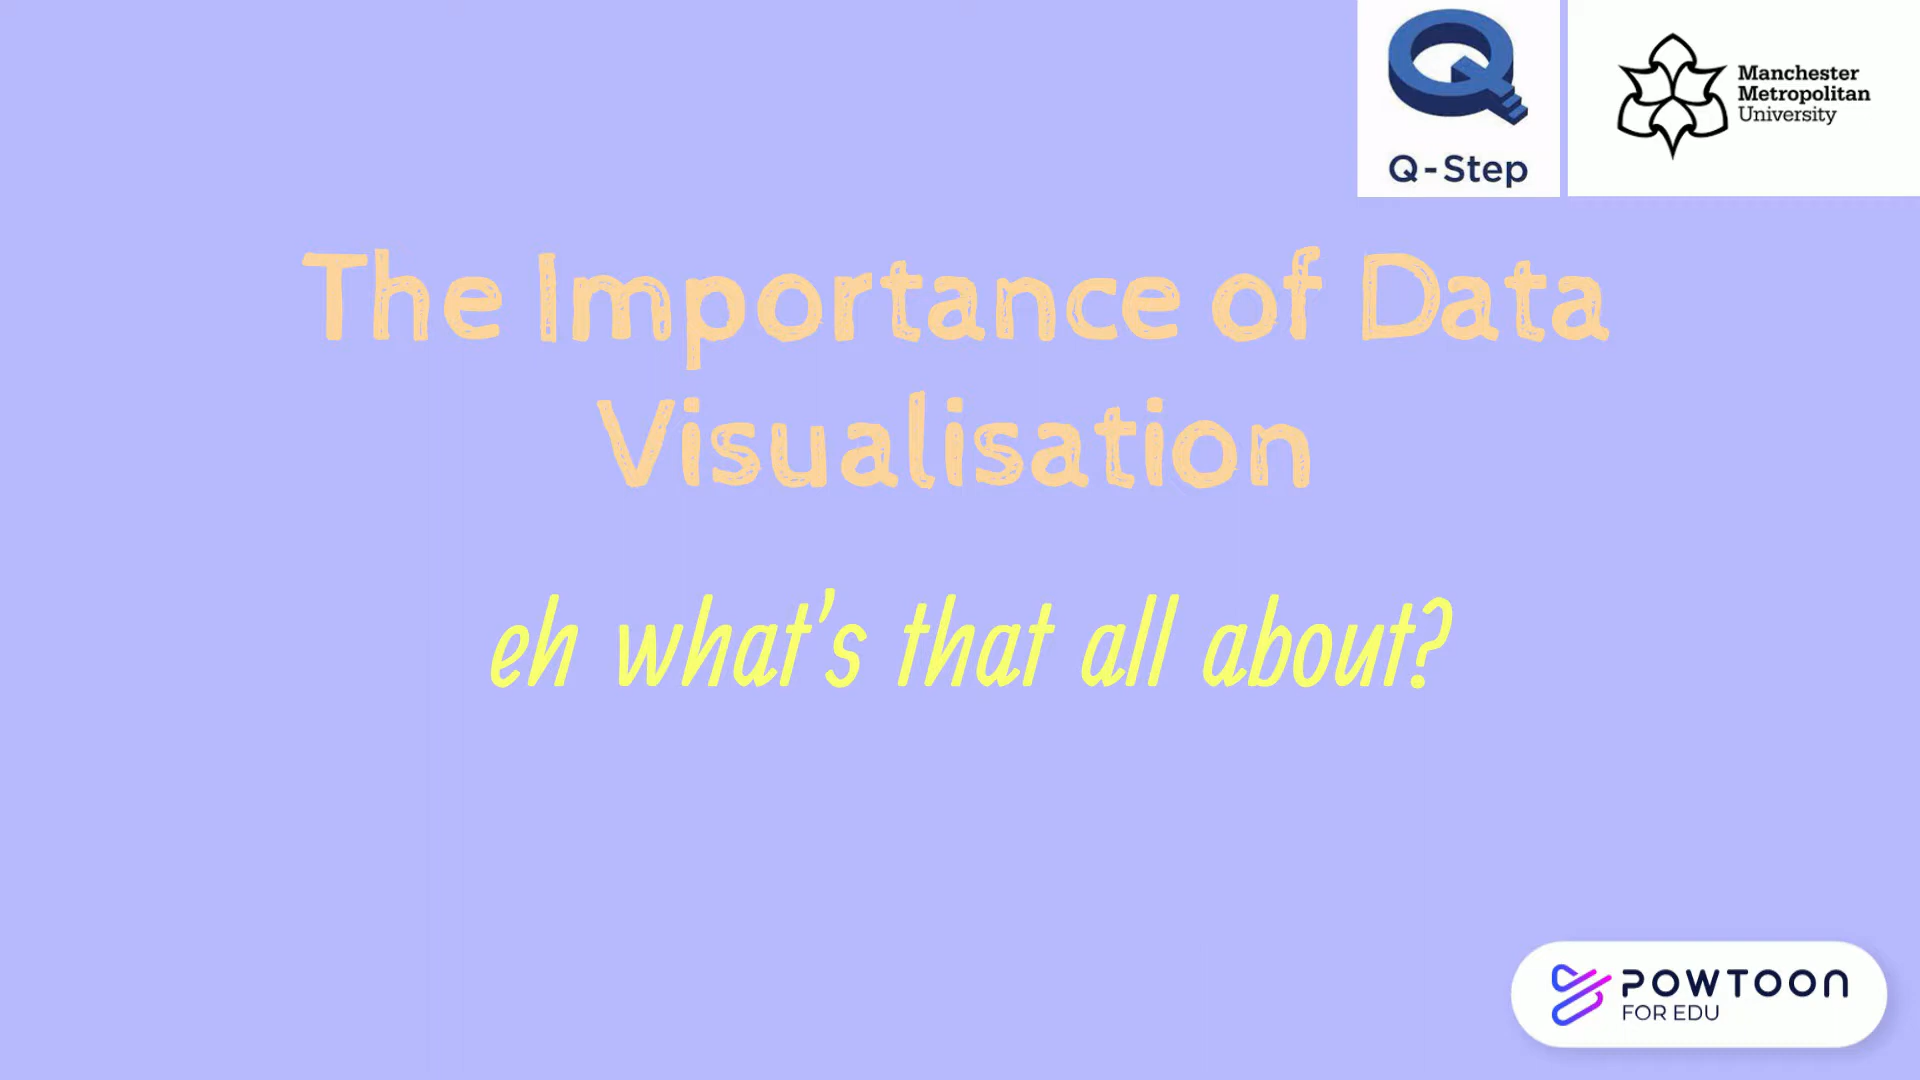 Q-Step
Manchester
Metropolitan
University
The Importance of Data
Visualisation
eh what's that all about?
POWTOON
FOR EDU